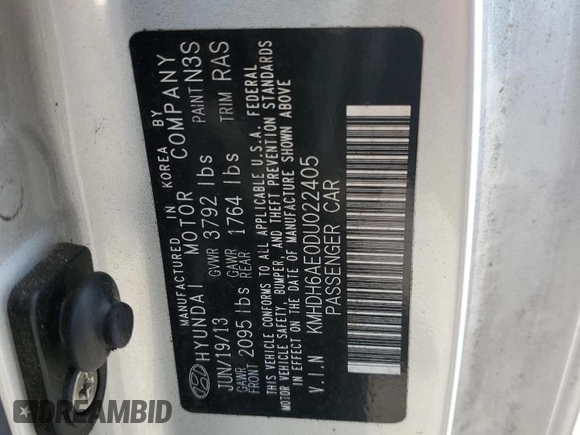 MANUFACTURED IN KOREA BY
HYUNDAI MOTOR COMPANY
JUN/19/13 GVWR 3792 lbs PAINT N3S
GAWR FRONT 2095 lbs GAWR REAR 1764 lbs TRIM RAS
THIS VEHICLE CONFORMS TO ALL APPLICABLE U.S.A. FEDERAL
MOTOR VEHICLE SAFETY, BUMPER, AND THEFT PREVENTION STANDARDS
IN EFFECT ON THE DATE OF MANUFACTURE SHOWN ABOVE
V.I.N KMHDH6AE0DU022405
PASSENGER CAR
DREAMBID